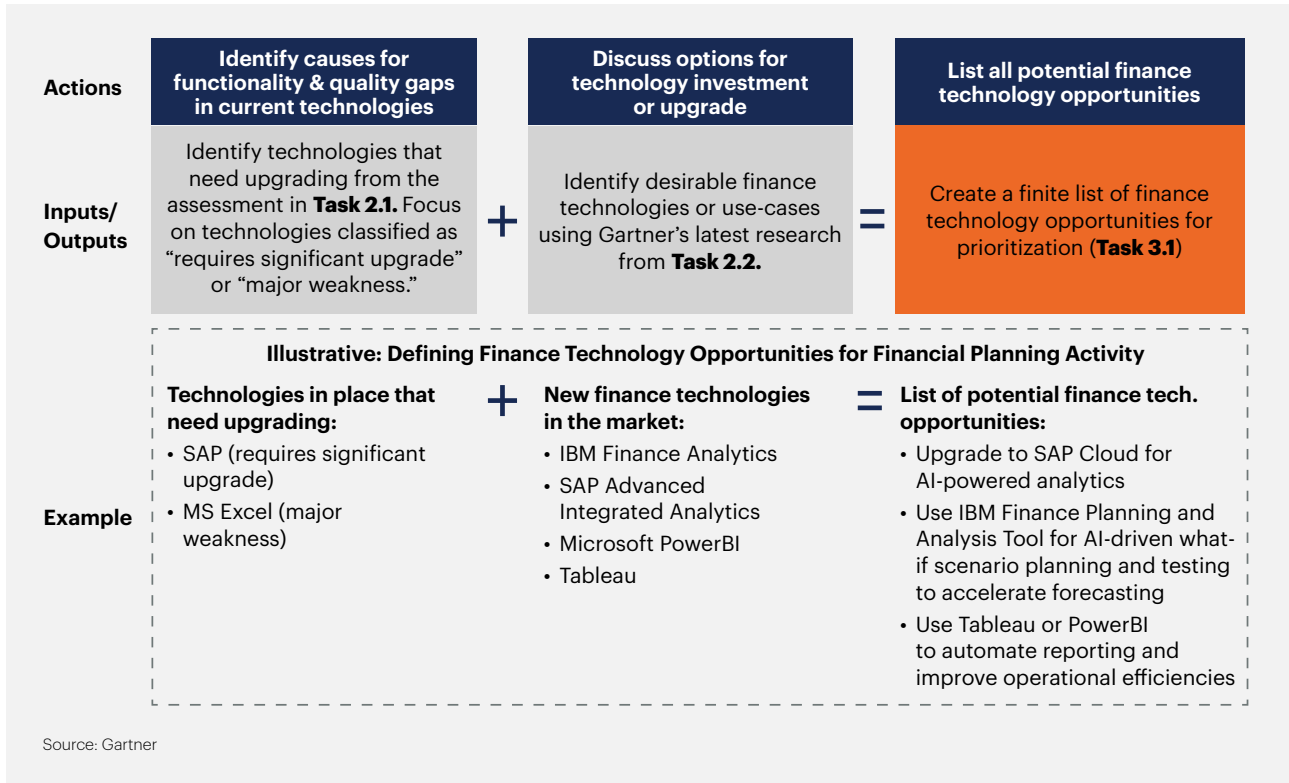 Actions
Identify causes for
functionality & quality gaps
in current technologies
Discuss options for
technology investment
or upgrade
List all potential finance
technology opportunities
Inputs/
Outputs
Identify technologies that
need upgrading from the
assessment in Task 2.1. Focus
on technologies classified as
“requires significant upgrade”
or “major weakness.”
+
Identify desirable finance
technologies or use-cases
using Gartner’s latest research
from Task 2.2.
=
Create a finite list of finance
technology opportunities for
prioritization (Task 3.1)
Example
Illustrative: Defining Finance Technology Opportunities for Financial Planning Activity
Technologies in place that
need upgrading:
• SAP (requires significant
upgrade)
• MS Excel (major
weakness)
+
New finance technologies
in the market:
• IBM Finance Analytics
• SAP Advanced
Integrated Analytics
• Microsoft PowerBI
• Tableau
=
List of potential finance tech.
opportunities:
• Upgrade to SAP Cloud for
AI-powered analytics
• Use IBM Finance Planning and
Analysis Tool for AI-driven what-
if scenario planning and testing
to accelerate forecasting
• Use Tableau or PowerBI
to automate reporting and
improve operational efficiencies
Source: Gartner